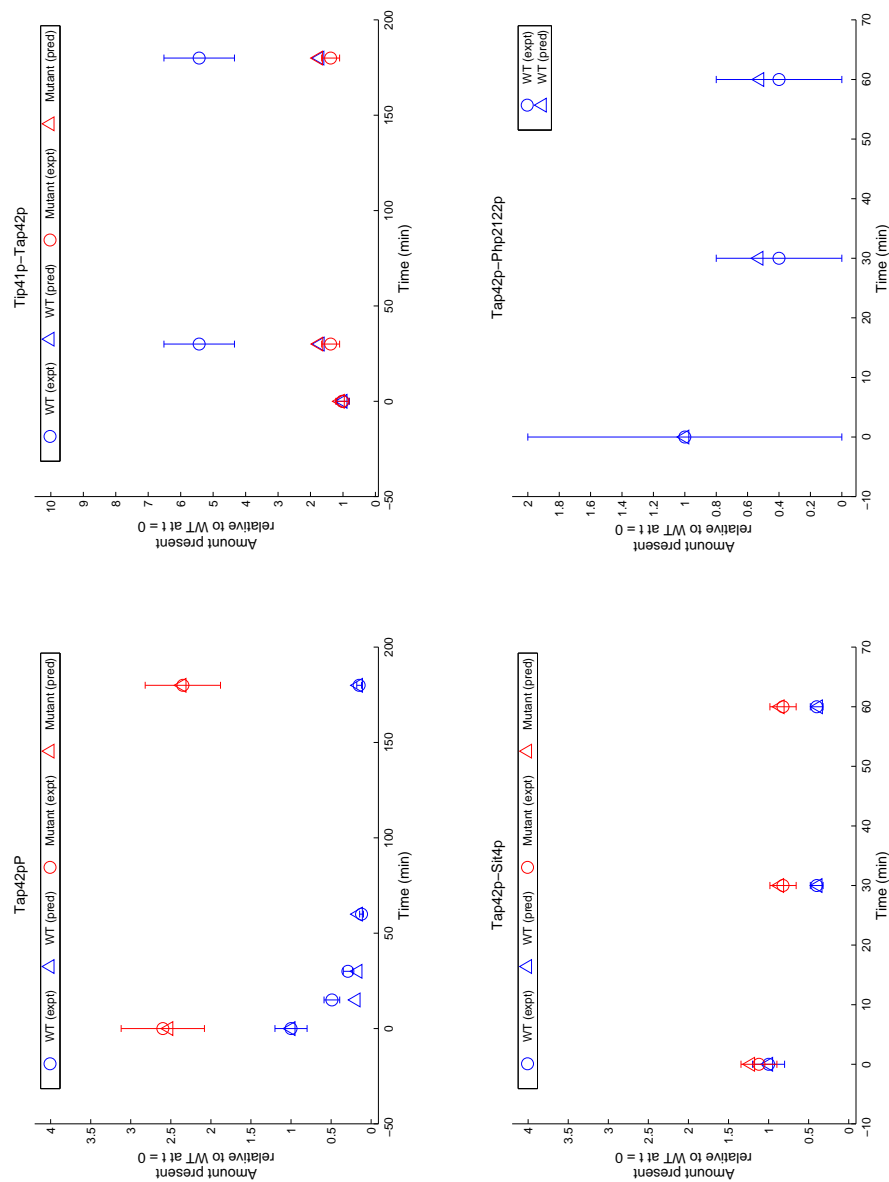 Tap42pP
WT (expt) WT (pred) Mutant (expt) Mutant (pred)
Amount present
relative to WT at t = 0
4
3.5
3
2.5
2
1.5
1
0.5
0
−50 0 50 100 150 200
Time (min)
Tip41p−Tap42p
WT (expt) WT (pred) Mutant (expt) Mutant (pred)
Amount present
relative to WT at t = 0
10
9
8
7
6
5
4
3
2
1
0
−50 0 50 100 150 200
Time (min)
Tap42p−Sit4p
WT (expt) WT (pred) Mutant (expt) Mutant (pred)
Amount present
relative to WT at t = 0
4
3.5
3
2.5
2
1.5
1
0.5
0
−10 0 10 20 30 40 50 60 70
Time (min)
Tap42p−Php2122p
WT (expt)
WT (pred)
Amount present
relative to WT at t = 0
2
1.8
1.6
1.4
1.2
1
0.8
0.6
0.4
0.2
0
−10 0 10 20 30 40 50 60 70
Time (min)